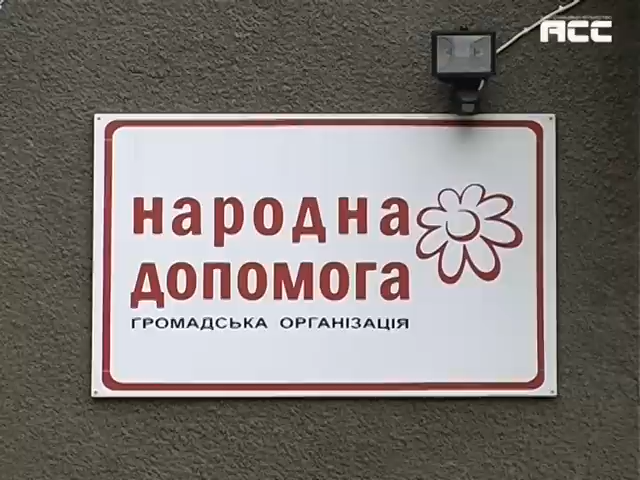 АСС
народна
допомога
ГРОМАДСЬКА ОРГАНІЗАЦІЯ